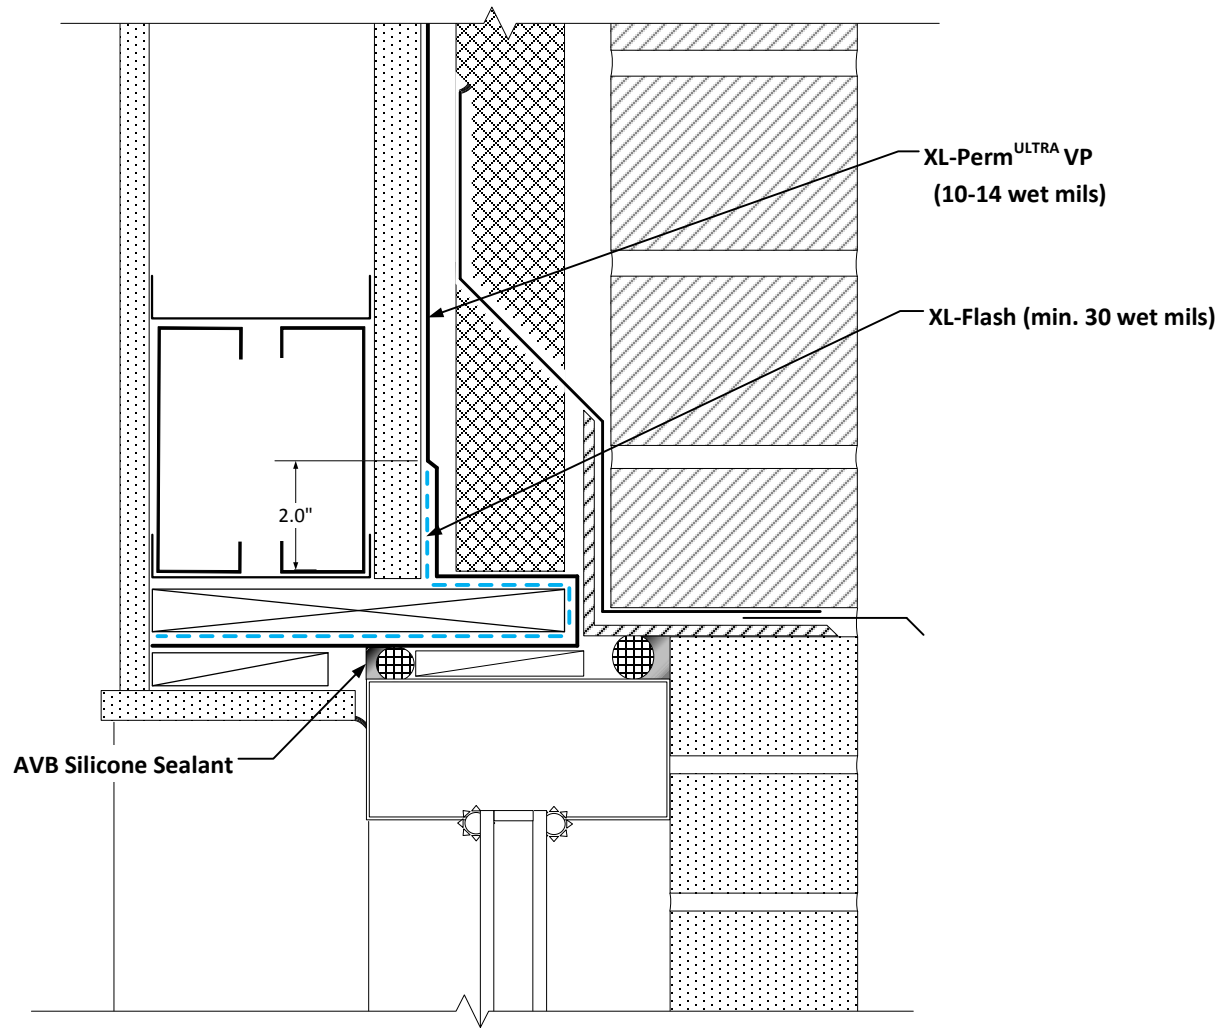 XL-Perm^ULTRA VP
(10-14 wet mils)
XL-Flash (min. 30 wet mils)
2.0"
AVB Silicone Sealant